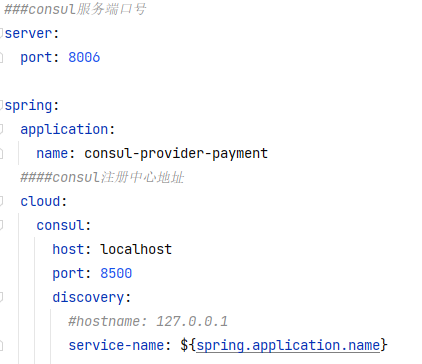 ###consul服务端口号
server:
  port: 8006

spring:
  application:
    name: consul-provider-payment
  ####consul注册中心地址
  cloud:
    consul:
      host: localhost
      port: 8500
      discovery:
        #hostname: 127.0.0.1
        service-name: ${spring.application.name}